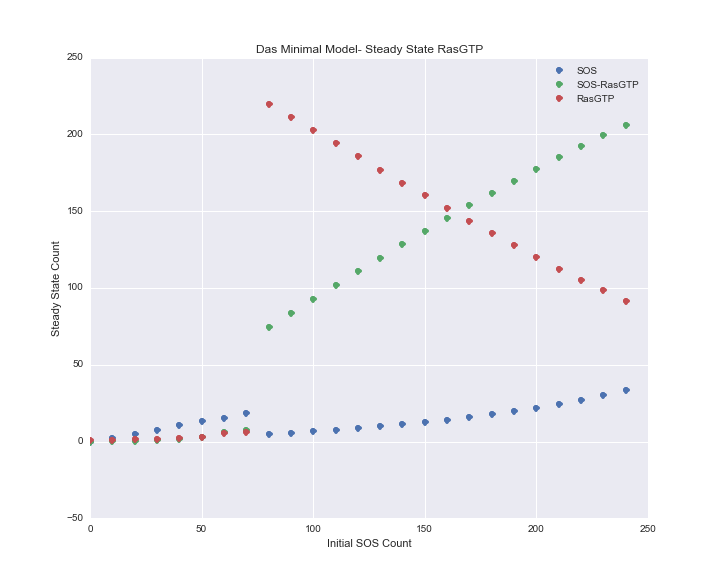 Das Minimal Model- Steady State RasGTP
250
200
150
100
50
0
−50
Steady State Count
SOS
SOS-RasGTP
RasGTP
0
50
100
150
200
250
Initial SOS Count